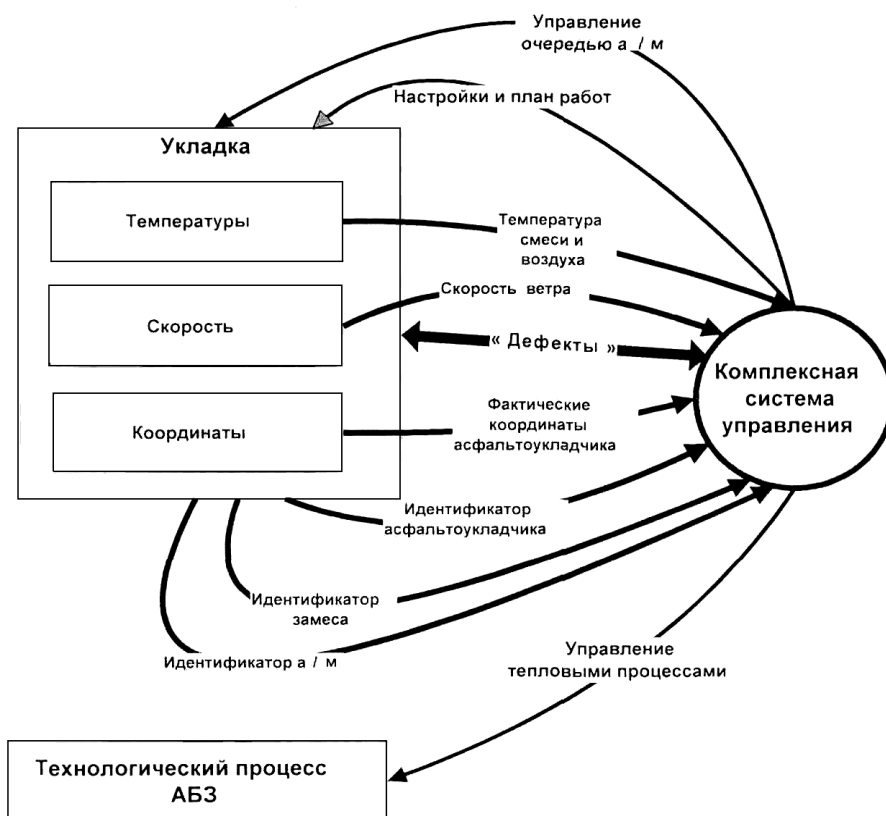 Управление
очередью а / м
Настройки и план работ
Укладка
Температуры
Температура
смеси и
воздуха
Скорость ветра
Скорость
« Дефекты »
Комплексная
система
управления
Координаты
Фактические
координаты
асфальтоукладчика
Идентификатор
асфальтоукладчика
Идентификатор
замеса
Идентификатор а / м
Управление
тепловыми процессами
Технологический процесс
АБЗ